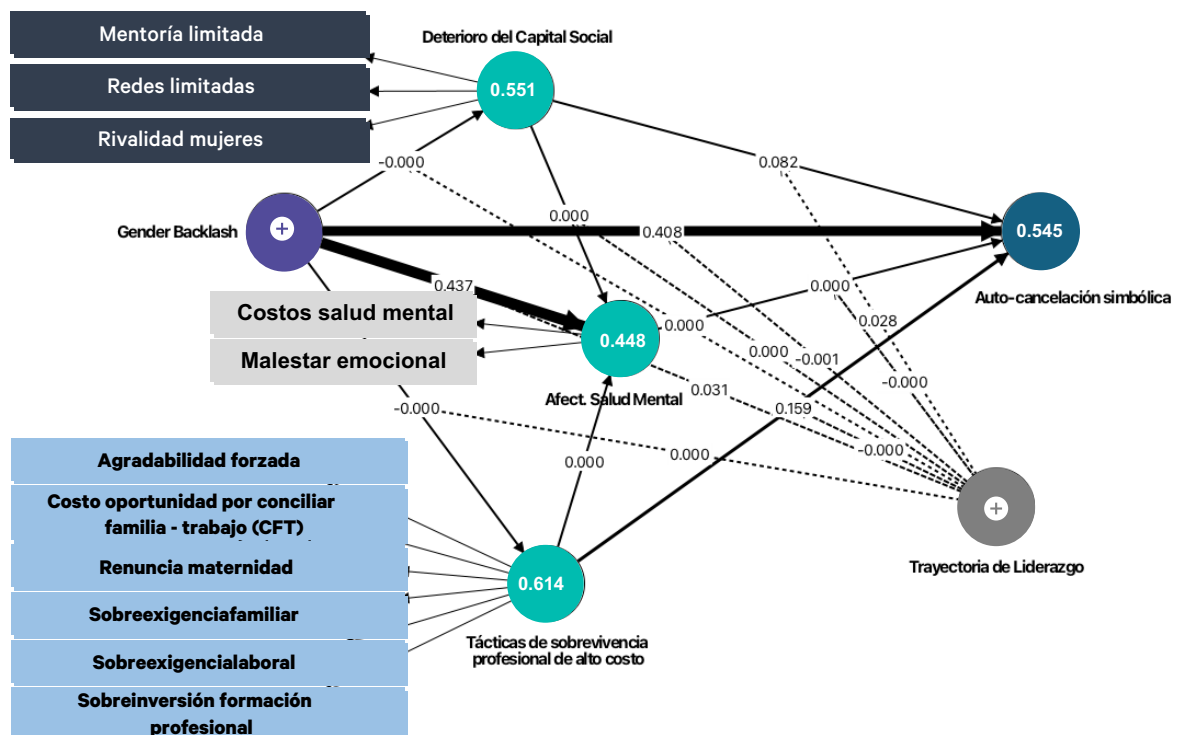 Mentoría limitada
Redes limitadas
Rivalidad mujeres
Deterioro del Capital Social
0.551
-0.000
0.082
Gender Backlash
+
0.000
0.408
0.545
Auto-cancelación simbólica
0.437
0.000
Costos salud mental
Malestar emocional
0.448
0.000
0.028
0.000
-0.001
Afect. Salud Mental
0.031
-0.000
-0.000
0.159
0.000
0.000
-0.000
+
Trayectoria de Liderazgo
Agradabilidad forzada
Costo oportunidad por conciliar
familia - trabajo (CFT)
Renuncia maternidad
Sobreexigenciafamiliar
Sobreexigencialaboral
Sobreinversión formación
profesional
0.614
Tácticas de sobrevivencia
profesional de alto costo